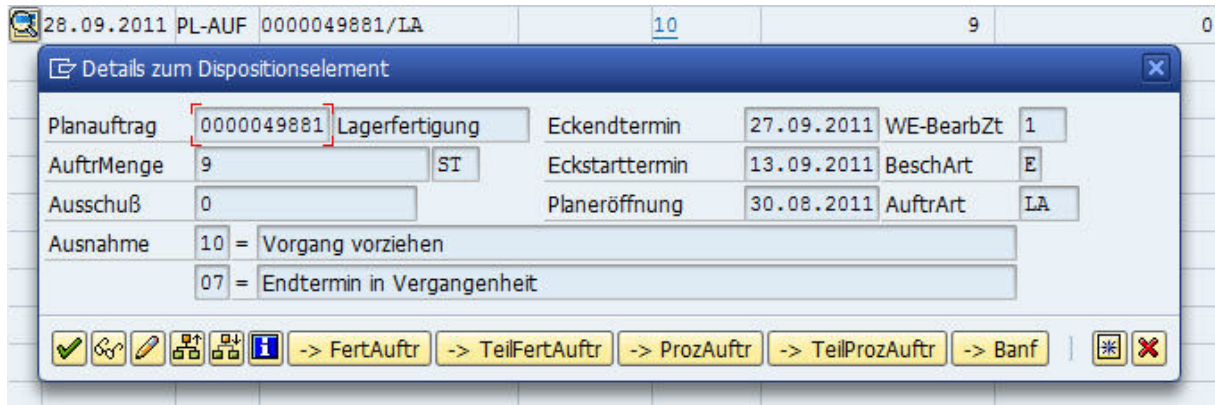 28.09.2011 PL-AUF 0000049881/LA 10 9 0
Details zum Dispositionselement
Planauftrag 0000049881 Lagerfertigung Eckendtermin 27.09.2011 WE-BearbZt 1
AuftrMenge 9 ST Eckstarttermin 13.09.2011 BeschArt E
Ausschuß 0 Planeröffnung 30.08.2011 AuftrArt LA
Ausnahme 10 = Vorgang vorziehen
07 = Endtermin in Vergangenheit
-> FertAuftr -> TeilFertAuftr -> ProzAuftr -> TeilProzAuftr -> Banf